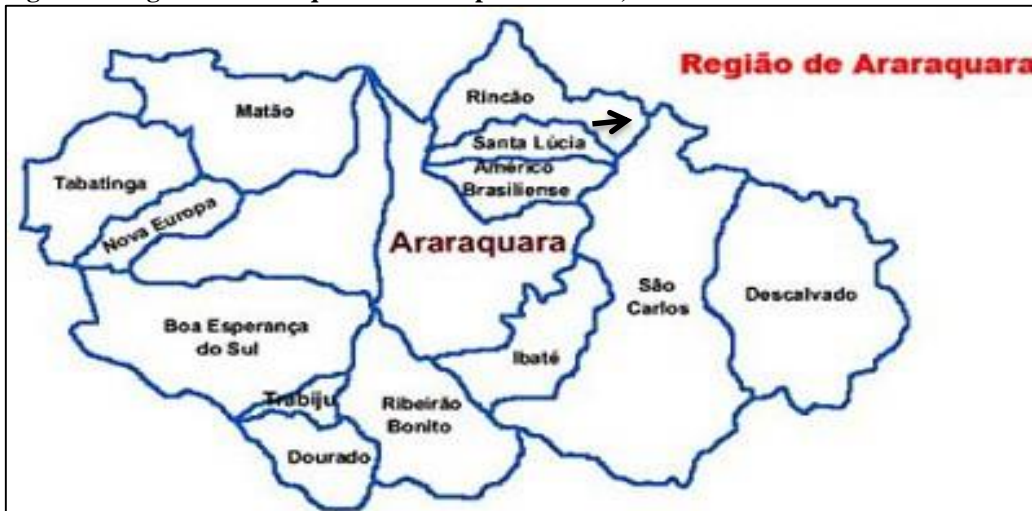 Região de Araraquara
Matão
Rincão
Santa Lúcia
Américo
Brasiliense
Tabatinga
Nova Europa
Araraquara
São
Carlos
Descalvado
Boa Esperança
do Sul
Ibaté
Trabiju
Ribeirão
Bonito
Dourado